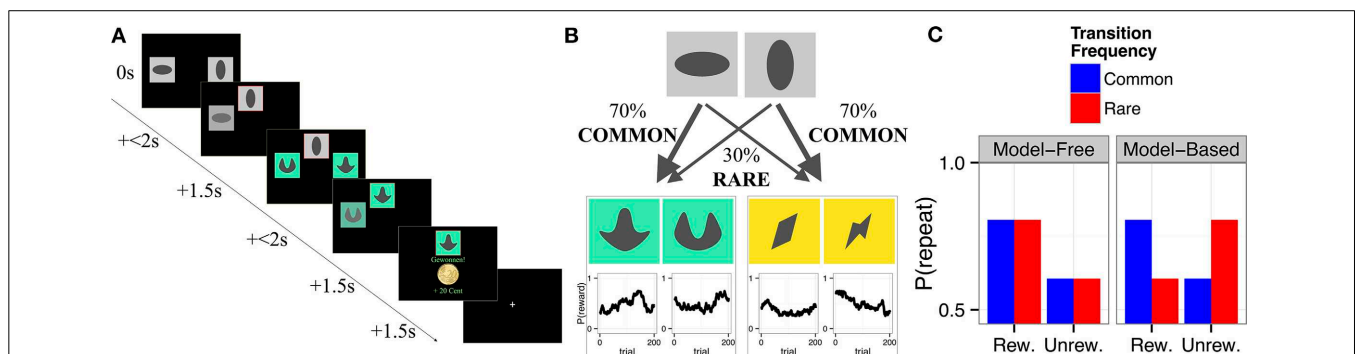 A
0s
+<2s
+1.5s
+<2s
+1.5s
+1.5s
Gewonnen!
+ 20 Cent
+
B
70%
COMMON
70%
COMMON
30%
RARE
P(reward)
1
0
0 200
trial
1
0
0 200
trial
1
0
0 200
trial
1
0
0 200
trial
C
Transition
Frequency
Common
Rare
Model-Free
Model-Based
P(repeat)
1.0
0.5
Rew. Unrew.
Rew. Unrew.